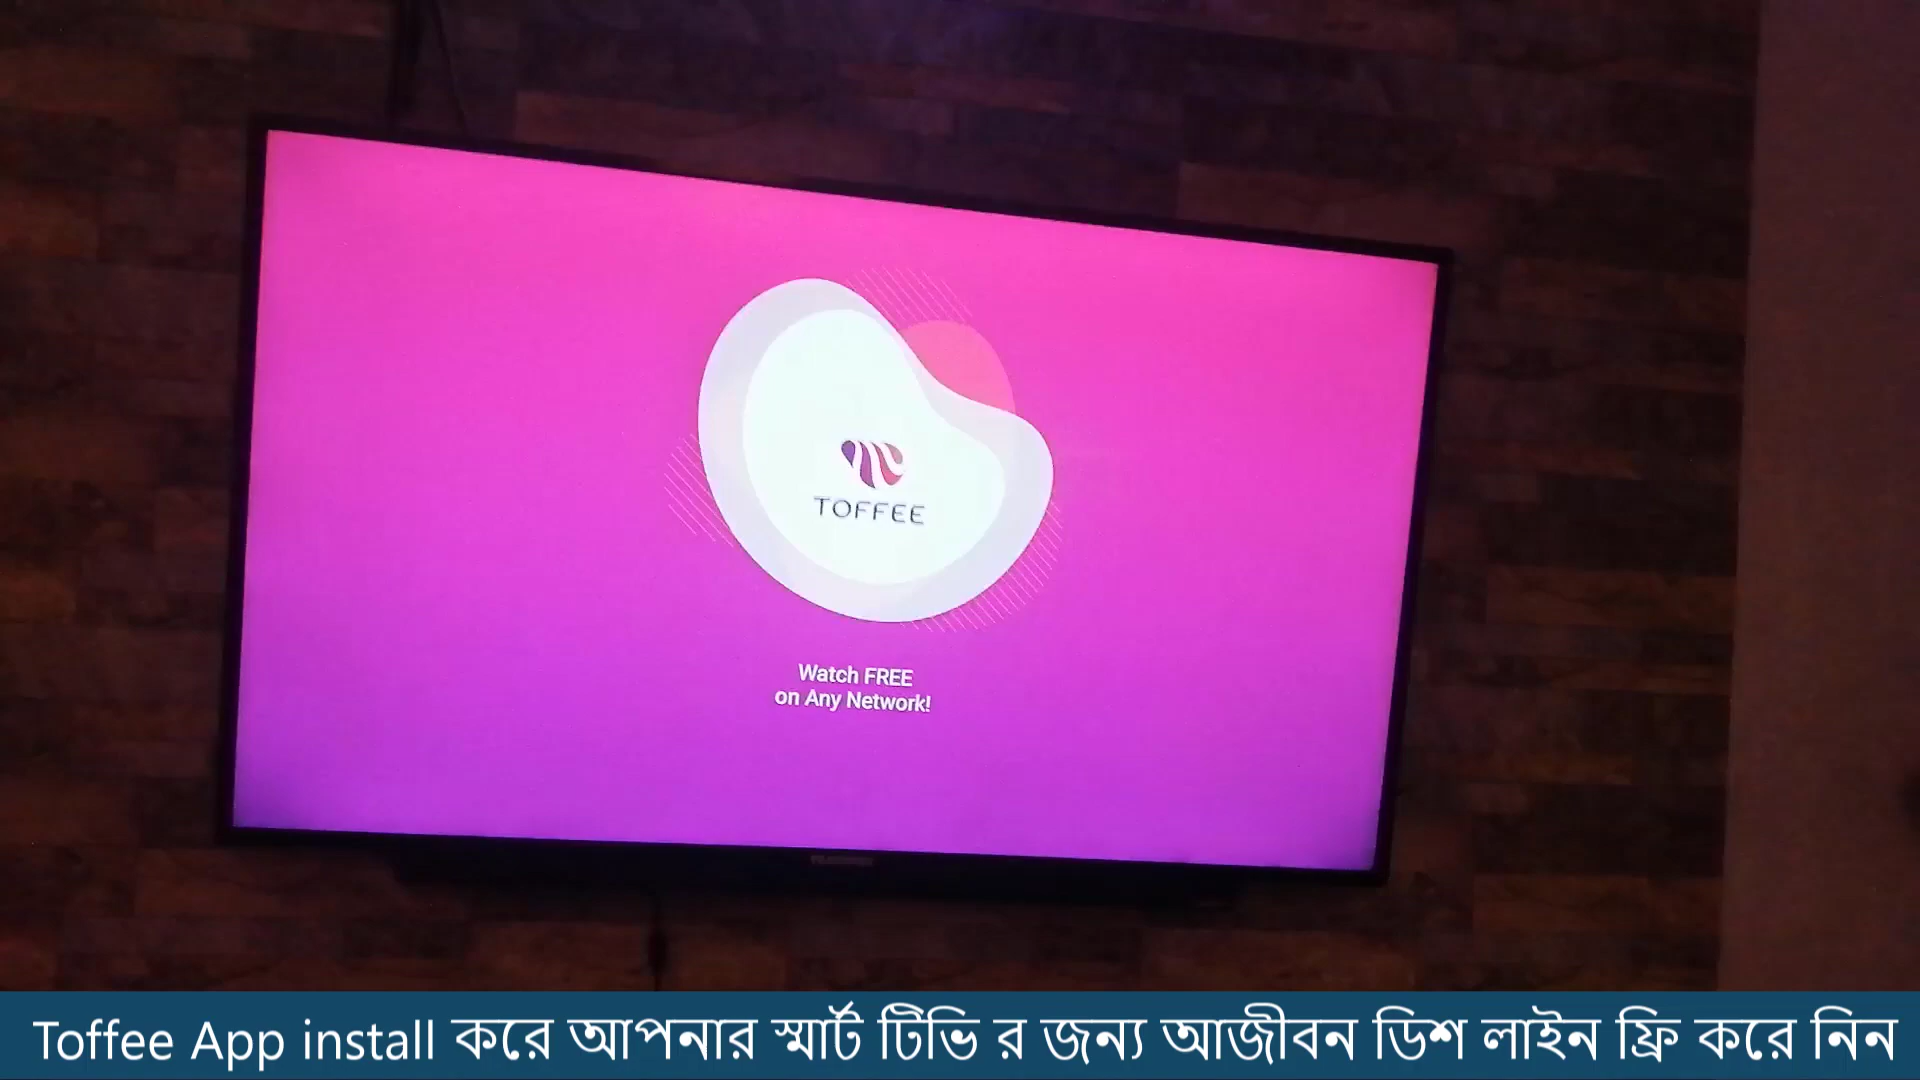 TOFFEE
Watch FREE
on Any Network!
Toffee App install করে আপনার স্মার্ট টিভি র জন্য আজীবন ডিশ লাইন ফ্রি করে নিন